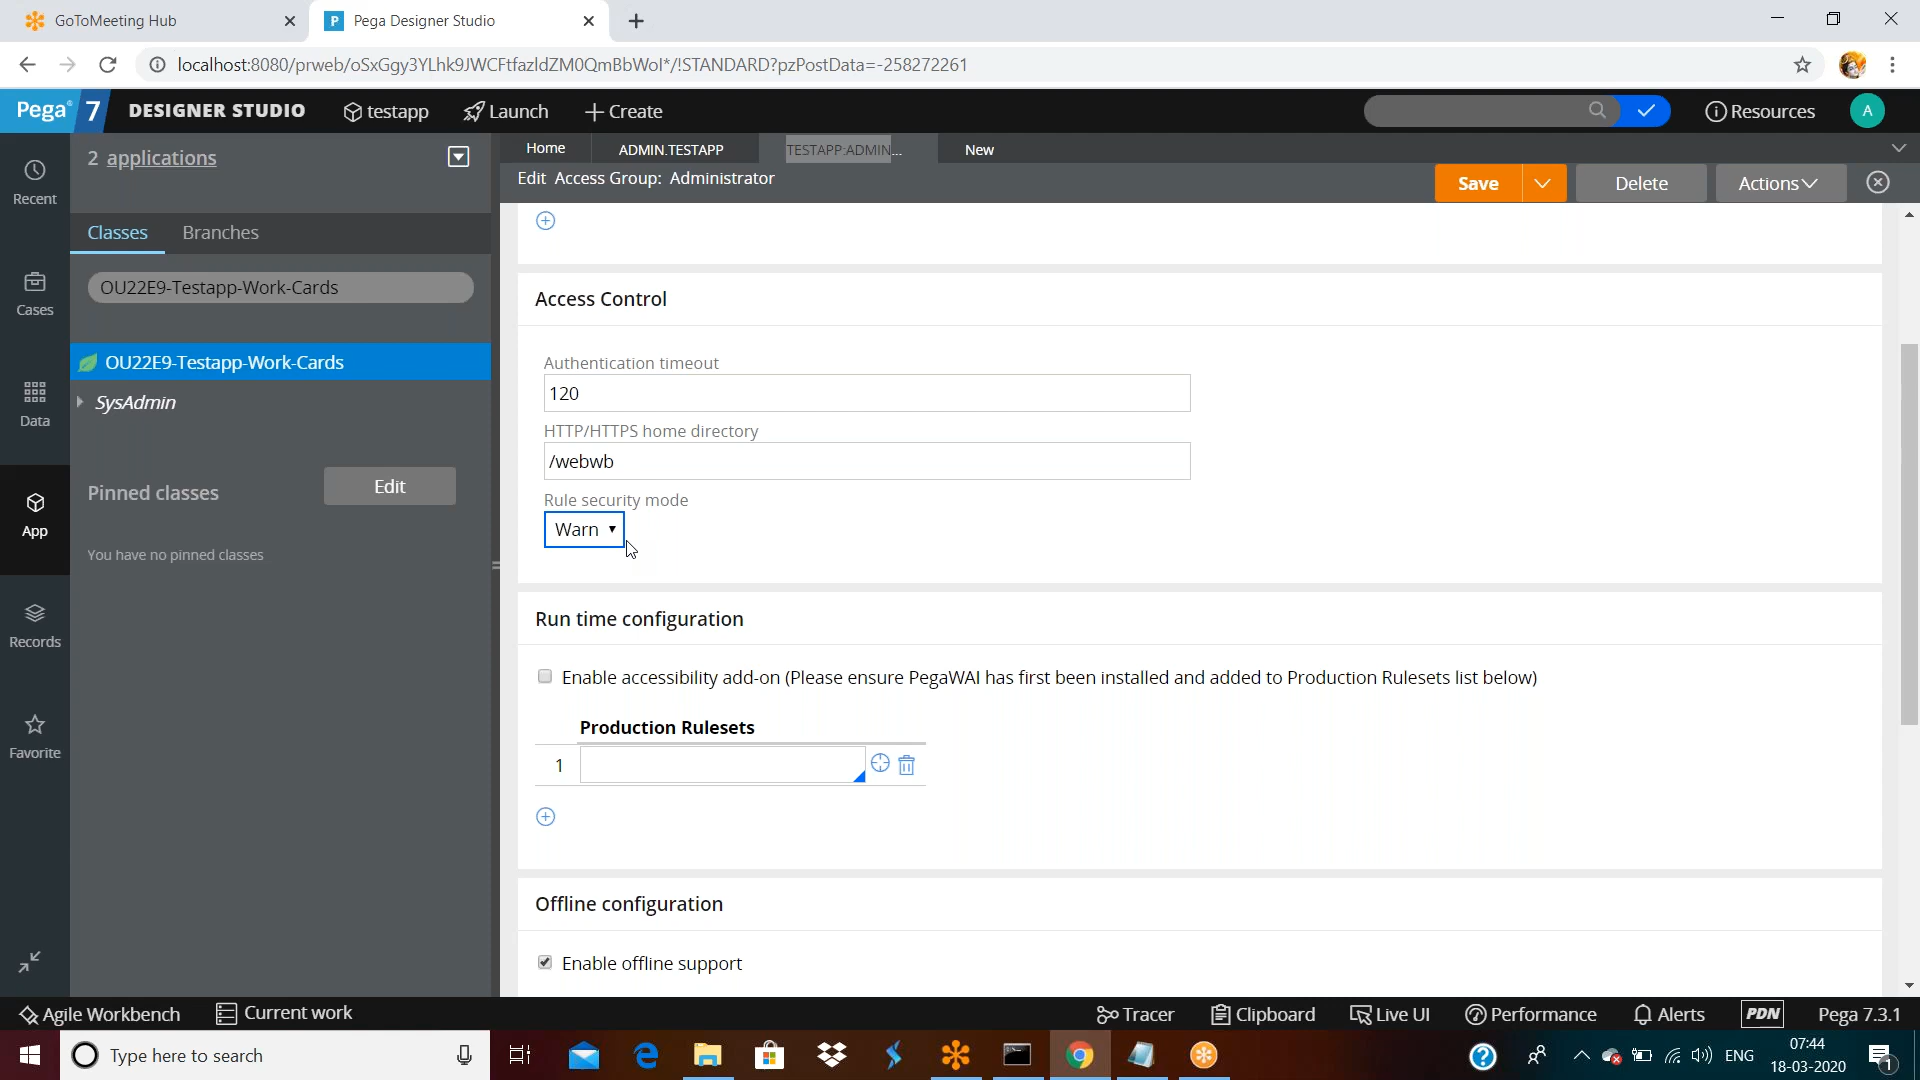 GoToMeeting Hub
Pega Designer Studio
localhost:8080/prweb/oSxGgy3YLhk9JWCFtfazldZM0QmBbWol*/!STANDARD?pzPostData=-258272261
Pega 7 DESIGNER STUDIO testapp Launch Create Resources A
2 applications
Home ADMIN.TESTAPP TESTAPP:ADMIN... New
Edit Access Group: Administrator
Save Delete Actions
Recent
Classes Branches
OU22E9-Testapp-Work-Cards
Cases
OU22E9-Testapp-Work-Cards
SysAdmin
Data
Pinned classes Edit
App
You have no pinned classes
Records
Favorite
Access Control
Authentication timeout
120
HTTP/HTTPS home directory
/webwb
Rule security mode
Warn
Run time configuration
Enable accessibility add-on (Please ensure PegaWAI has first been installed and added to Production Rulesets list below)
Production Rulesets
1
Offline configuration
Enable offline support
Agile Workbench Current work Tracer Clipboard Live UI Performance Alerts PDN Pega 7.3.1
Type here to search
ENG
07:44
18-03-2020
1